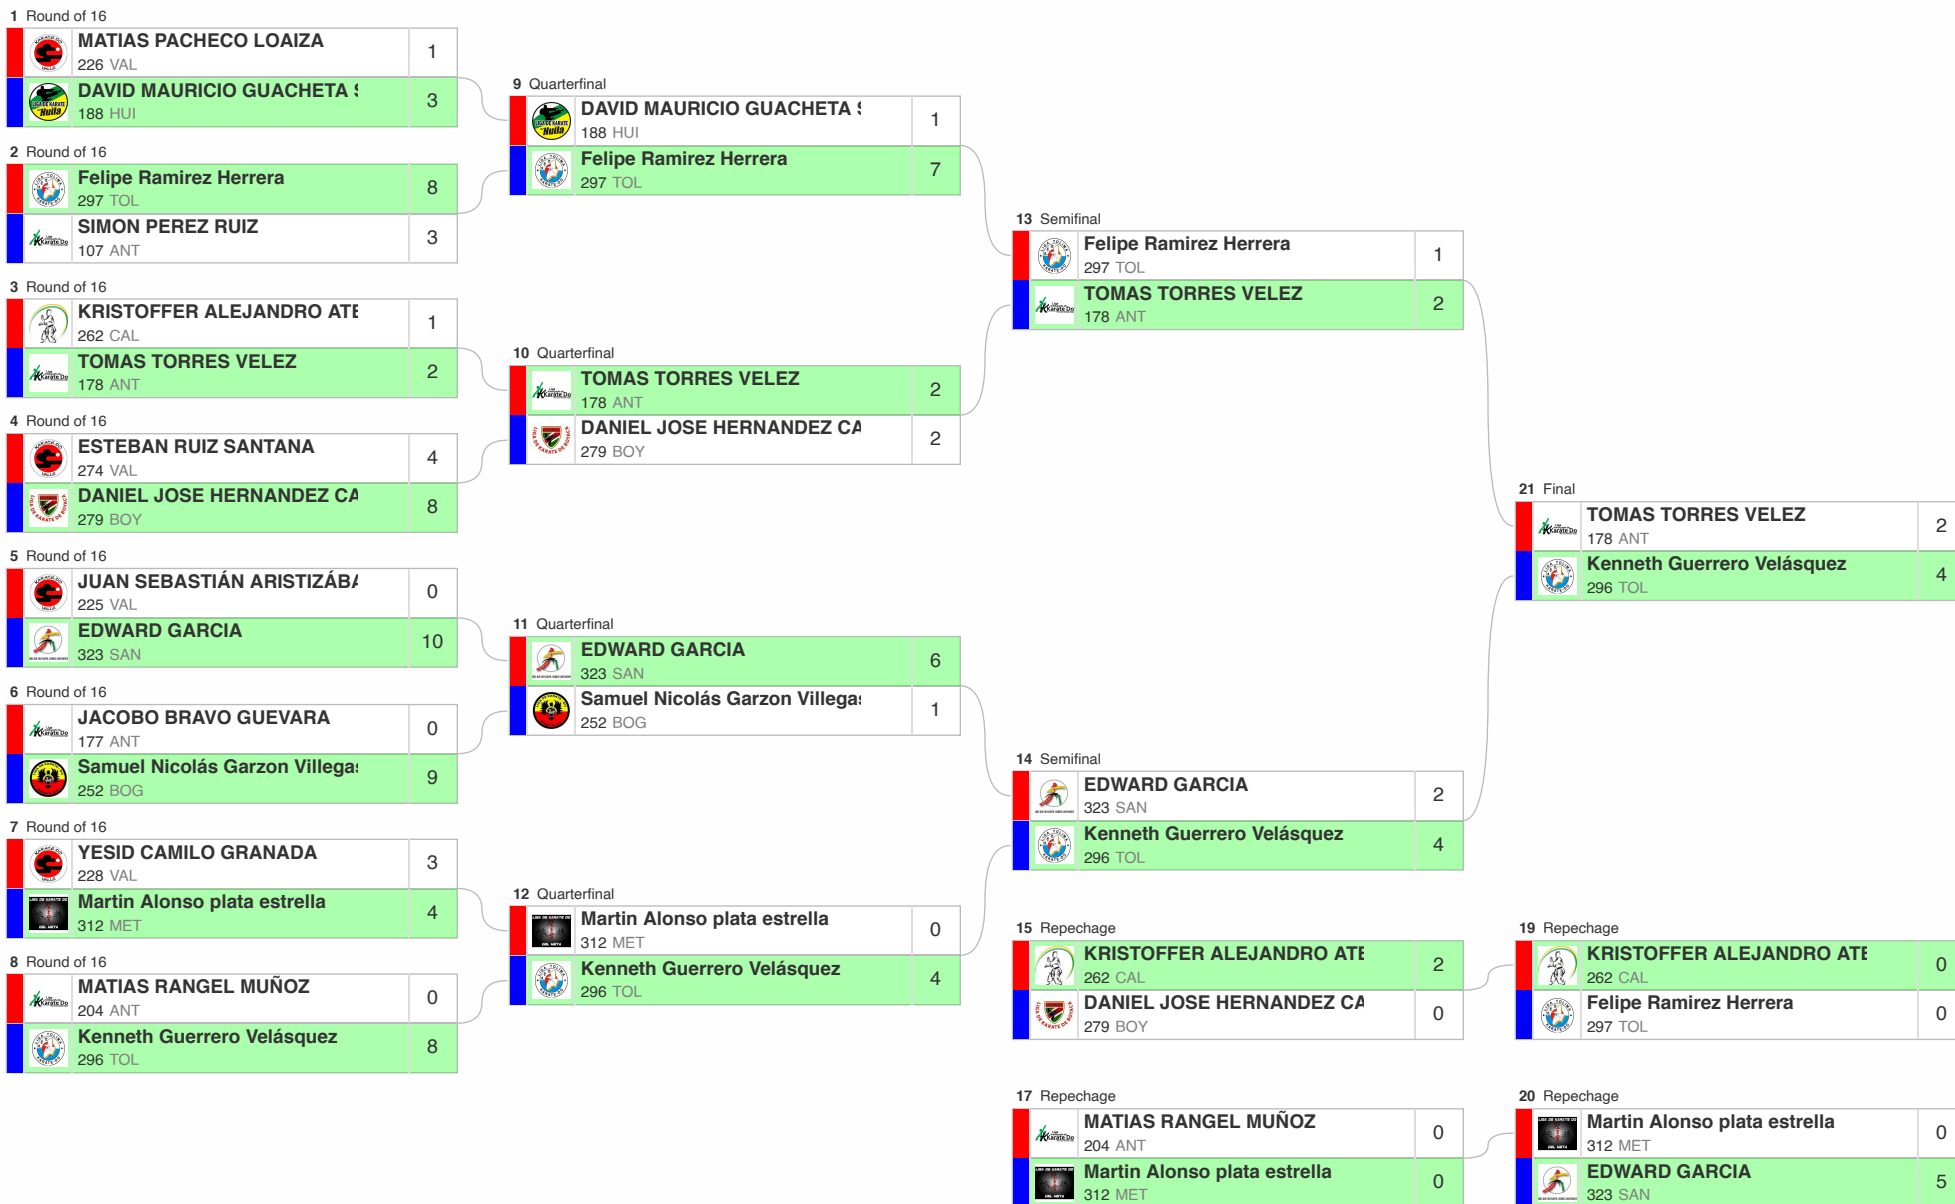 1 Round of 16
MATIAS PACHECO LOAIZA 1
226 VAL
DAVID MAURICIO GUACHETA 3
188 HUI
2 Round of 16
Felipe Ramirez Herrera 8
297 TOL
SIMON PEREZ RUIZ 3
107 ANT
3 Round of 16
KRISTOFFER ALEJANDRO ATE 1
262 CAL
TOMAS TORRES VELEZ 2
178 ANT
4 Round of 16
ESTEBAN RUIZ SANTANA 4
274 VAL
DANIEL JOSE HERNANDEZ CA 8
279 BOY
5 Round of 16
JUAN SEBASTIÁN ARISTIZÁBA 0
225 VAL
EDWARD GARCIA 10
323 SAN
6 Round of 16
JACOBO BRAVO GUEVARA 0
177 ANT
Samuel Nicolás Garzon Villegas 9
252 BOG
7 Round of 16
YESID CAMILO GRANADA 3
228 VAL
Martin Alonso plata estrella 4
312 MET
8 Round of 16
MATIAS RANGEL MUÑOZ 0
204 ANT
Kenneth Guerrero Velásquez 8
296 TOL
9 Quarterfinal
DAVID MAURICIO GUACHETA 1
188 HUI
Felipe Ramirez Herrera 7
297 TOL
10 Quarterfinal
TOMAS TORRES VELEZ 2
178 ANT
DANIEL JOSE HERNANDEZ CA 2
279 BOY
11 Quarterfinal
EDWARD GARCIA 6
323 SAN
Samuel Nicolás Garzon Villegas 1
252 BOG
12 Quarterfinal
Martin Alonso plata estrella 0
312 MET
Kenneth Guerrero Velásquez 4
296 TOL
13 Semifinal
Felipe Ramirez Herrera 1
297 TOL
TOMAS TORRES VELEZ 2
178 ANT
14 Semifinal
EDWARD GARCIA 2
323 SAN
Kenneth Guerrero Velásquez 4
296 TOL
15 Repechage
KRISTOFFER ALEJANDRO ATE 2
262 CAL
DANIEL JOSE HERNANDEZ CA 0
279 BOY
17 Repechage
MATIAS RANGEL MUÑOZ 0
204 ANT
Martin Alonso plata estrella 0
312 MET
21 Final
TOMAS TORRES VELEZ 2
178 ANT
Kenneth Guerrero Velásquez 4
296 TOL
19 Repechage
KRISTOFFER ALEJANDRO ATE 0
262 CAL
Felipe Ramirez Herrera 0
297 TOL
20 Repechage
Martin Alonso plata estrella 0
312 MET
EDWARD GARCIA 5
323 SAN